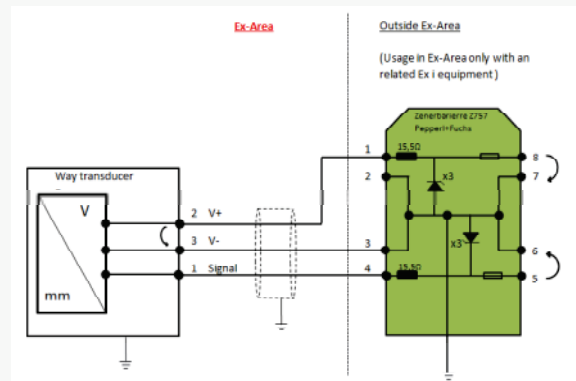 Ex-Area
Outside Ex-Area
(Usage in Ex-Area only with an
related Ex i equipment)
Zenerbarierre Z757
Pepperl+Fuchs
1
15,5Ω
8
x3
2
7
Way transducer
V
2 V+
3 V-
3
x3
6
1 Signal
4
15,5Ω
5
mm